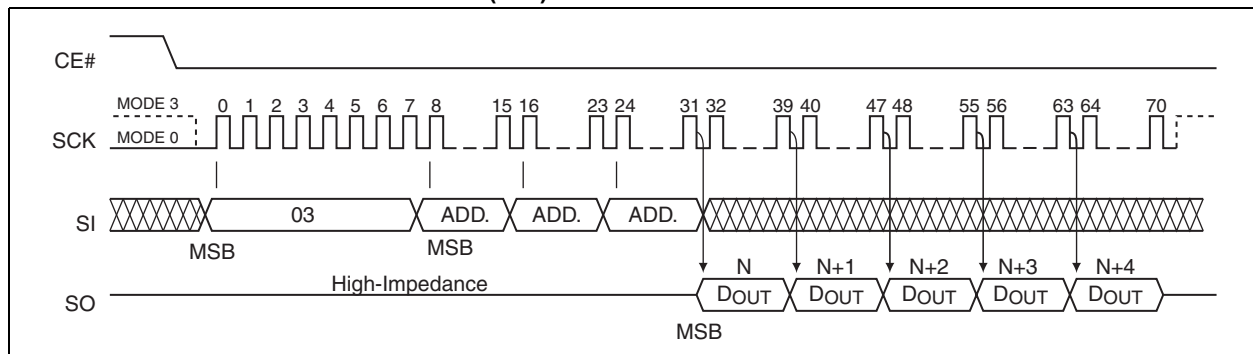 CE#
MODE 3
0 1 2 3 4 5 6 7 8 15 16 23 24 31 32 39 40 47 48 55 56 63 64 70
SCK
MODE 0
SI
03 ADD. ADD. ADD.
MSB MSB
N N+1 N+2 N+3 N+4
High-Impedance
SO
DOUT DOUT DOUT DOUT DOUT
MSB